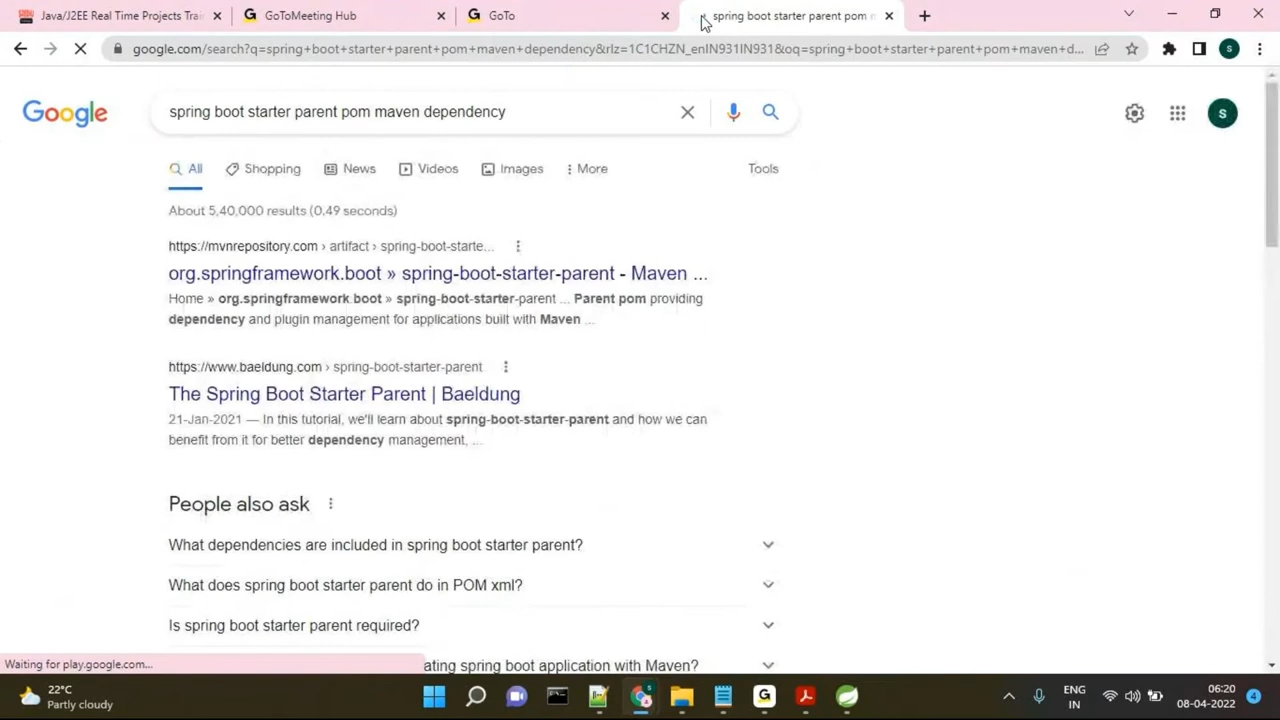 Java/J2EE Real Time Projects Trai
GoToMeeting Hub
GoTo
spring boot starter parent pom m
google.com/search?q=spring+boot+starter+parent+pom+maven+dependency&rlz=1C1CHZN_enIN931IN931&oq=spring+boot+starter+parent+pom+maven+d...
S
Google
spring boot starter parent pom maven dependency
S
All
Shopping
News
Videos
Images
More
Tools
About 5,40,000 results (0.49 seconds)
https://mvnrepository.com › artifact › spring-boot-starte...
org.springframework.boot » spring-boot-starter-parent - Maven ...
Home » org.springframework.boot » spring-boot-starter-parent ... Parent pom providing
dependency and plugin management for applications built with Maven ...
https://www.baeldung.com › spring-boot-starter-parent
The Spring Boot Starter Parent | Baeldung
21-Jan-2021 — In this tutorial, we'll learn about spring-boot-starter-parent and how we can
benefit from it for better dependency management, ...
People also ask
What dependencies are included in spring boot starter parent?
What does spring boot starter parent do in POM xml?
Is spring boot starter parent required?
ating spring boot application with Maven?
Waiting for play.google.com...
22°C
Partly cloudy
ENG
IN
06:20
08-04-2022
4